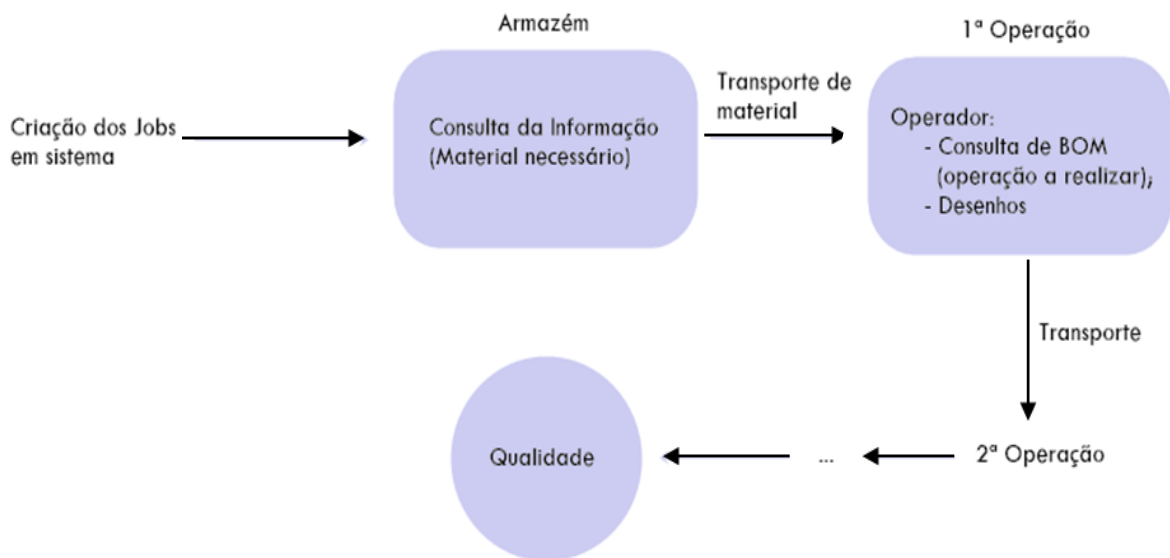 Criação dos Jobs
em sistema
Armazém
Consulta da Informação
(Material necessário)
Transporte de
material
1ª Operação
Operador:
- Consulta de BOM
(operação a realizar);
- Desenhos
Transporte
2ª Operação
...
Qualidade